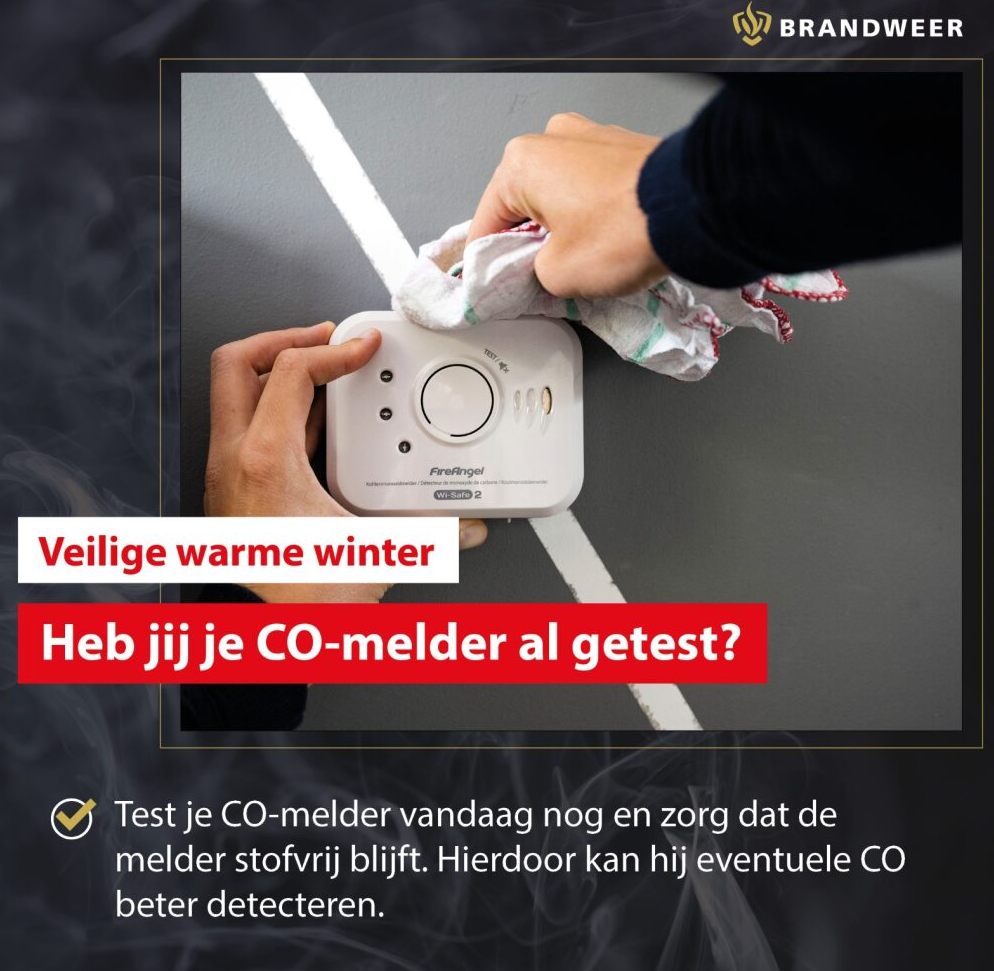 BRANDWEER
TEST /
FireAngel
Kohlenmonoxidmelder / Détecteur de monoxyde de carbone / Koolmonoxidemelder
Wi-Safe 2
Veilige warme winter
Heb jij je CO-melder al getest?
Test je CO-melder vandaag nog en zorg dat de
melder stofvrij blijft. Hierdoor kan hij eventuele CO
beter detecteren.